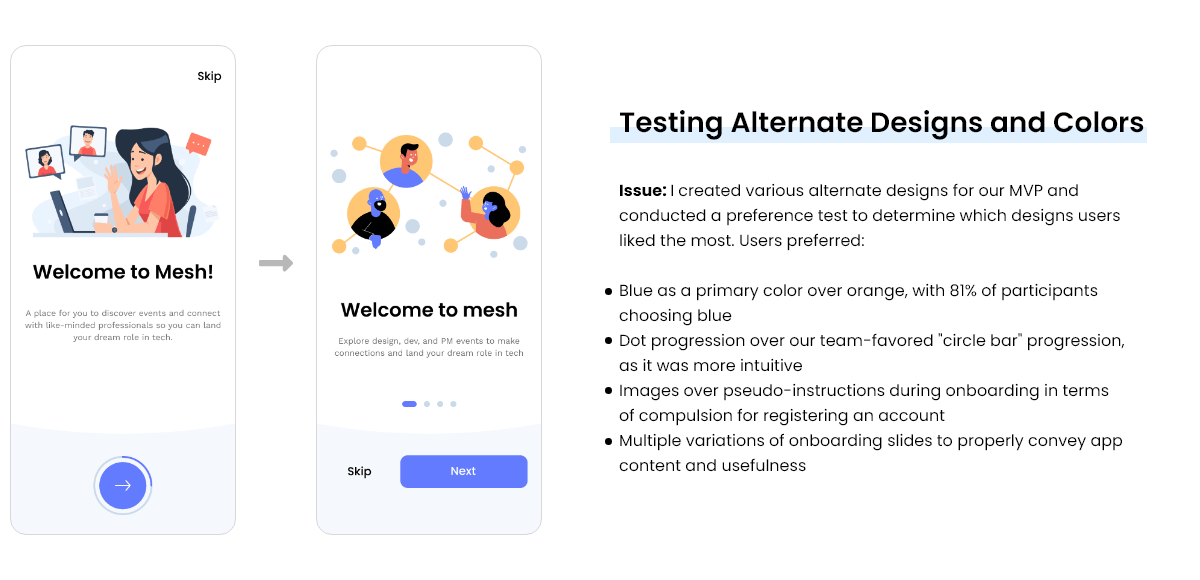 Skip
Welcome to Mesh!
A place for you to discover events and connect
with like-minded professionals so you can land
your dream role in tech.
Welcome to mesh
Explore design, dev, and PM events to make
connections and land your dream role in tech
Skip
Next
Testing Alternate Designs and Colors
Issue: I created various alternate designs for our MVP and
conducted a preference test to determine which designs users
liked the most. Users preferred:
• Blue as a primary color over orange, with 81% of participants
choosing blue
• Dot progression over our team-favored "circle bar" progression,
as it was more intuitive
• Images over pseudo-instructions during onboarding in terms
of compulsion for registering an account
• Multiple variations of onboarding slides to properly convey app
content and usefulness